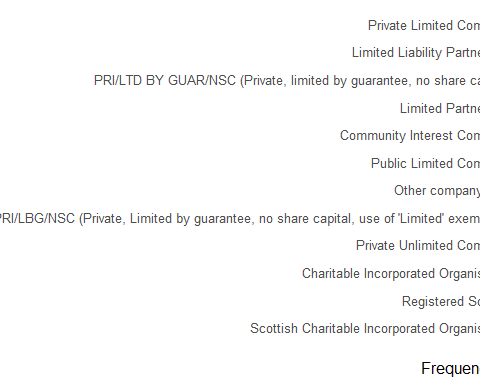 Private Limited Com
Limited Liability Partne
PRI/LTD BY GUAR/NSC (Private, limited by guarantee, no share ca
Limited Partne
Community Interest Com
Public Limited Com
Other company
PRI/LBG/NSC (Private, Limited by guarantee, no share capital, use of 'Limited' exem
Private Unlimited Com
Charitable Incorporated Organis
Registered So
Scottish Charitable Incorporated Organis
Frequen